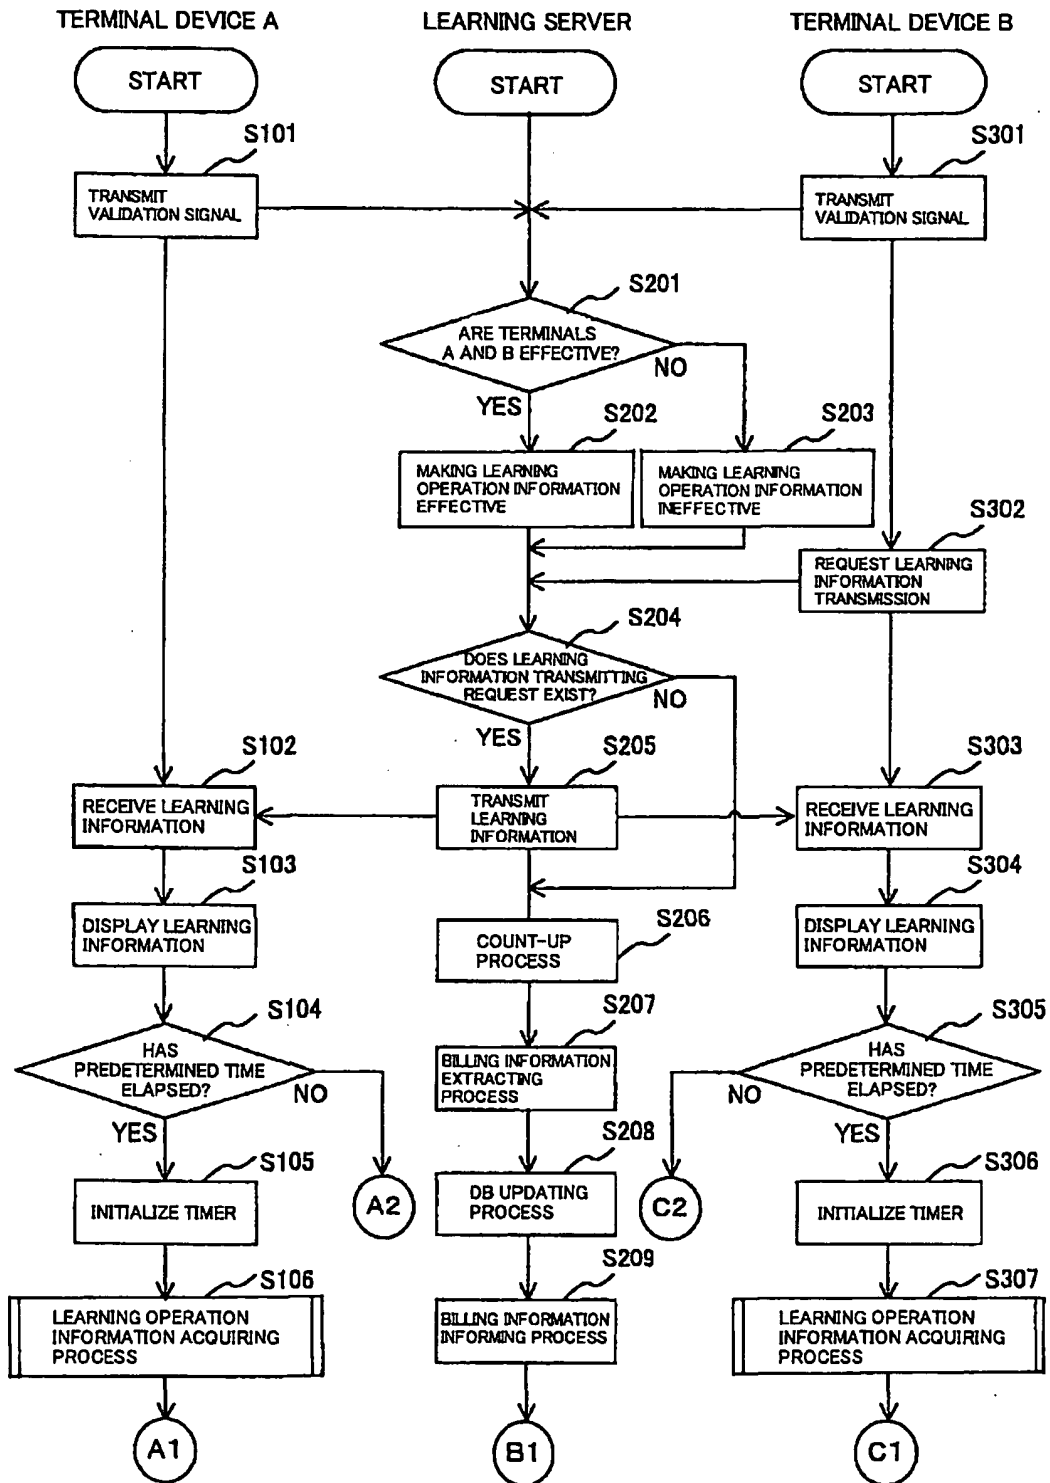 TERMINAL DEVICE A
LEARNING SERVER
TERMINAL DEVICE B
START
START
START
S101
S301
TRANSMIT
VALIDATION SIGNAL
TRANSMIT
VALIDATION SIGNAL
S201
ARE TERMINALS
A AND B EFFECTIVE?
NO
YES
S202
S203
MAKING LEARNING
OPERATION INFORMATION
EFFECTIVE
MAKING LEARNING
OPERATION INFORMATION
INEFFECTIVE
S302
REQUEST LEARNING
INFORMATION
TRANSMISSION
S204
DOES LEARNING
INFORMATION TRANSMITTING
REQUEST EXIST?
NO
YES
S102
S205
S303
RECEIVE LEARNING
INFORMATION
TRANSMIT
LEARNING
INFORMATION
RECEIVE LEARNING
INFORMATION
S103
S304
DISPLAY LEARNING
INFORMATION
S206
COUNT-UP
PROCESS
DISPLAY LEARNING
INFORMATION
S104
S207
S305
HAS
PREDETERMINED TIME
ELAPSED?
NO
YES
BILLING INFORMATION
EXTRACTING
PROCESS
HAS
PREDETERMINED TIME
ELAPSED?
NO
YES
S105
S208
S306
INITIALIZE TIMER
A2
DB UPDATING
PROCESS
C2
INITIALIZE TIMER
S106
S209
S307
LEARNING OPERATION
INFORMATION ACQUIRING
PROCESS
BILLING INFORMATION
INFORMING PROCESS
LEARNING OPERATION
INFORMATION ACQUIRING
PROCESS
A1
B1
C1